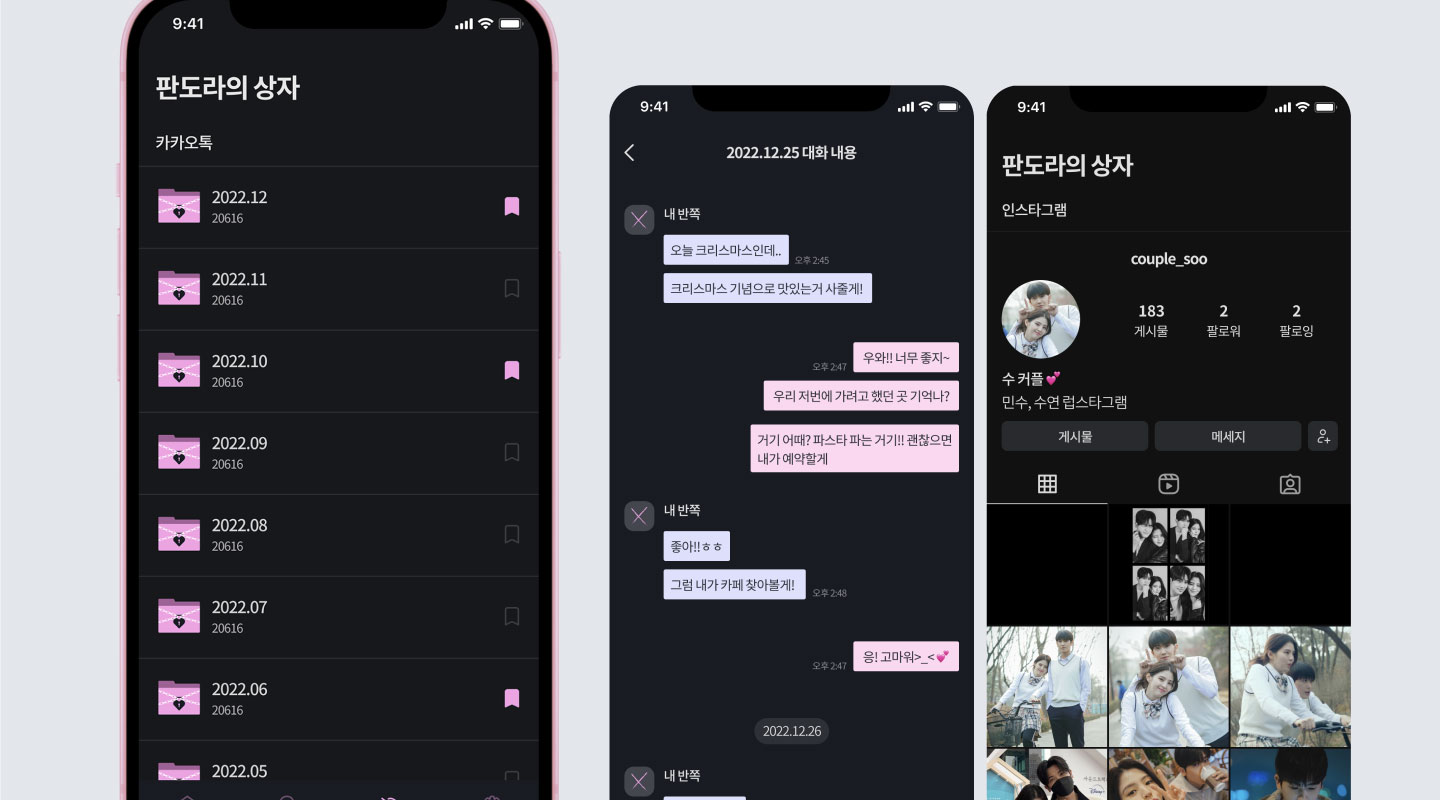 9:41
판도라의 상자
카카오톡
2022.12
20616
2022.11
20616
2022.10
20616
2022.09
20616
2022.08
20616
2022.07
20616
2022.06
20616
2022.05
9:41
2022.12.25 대화 내용
내 반쪽
오늘 크리스마스인데..
오후 2:45
크리스마스 기념으로 맛있는거 사줄게!
우와!! 너무 좋지~
오후 2:47
우리 저번에 가려고 했던 곳 기억나?
거기 어때? 파스타 파는 거기!! 괜찮으면
내가 예약할게
내 반쪽
좋아!!ㅎㅎ
그럼 내가 카페 찾아볼게!
오후 2:48
응! 고마워>_<💕
오후 2:47
2022.12.26
내 반쪽
9:41
판도라의 상자
인스타그램
couple_soo
183
게시물
2
팔로워
2
팔로잉
수 커플💕
민수, 수연 럽스타그램
게시물
메세지